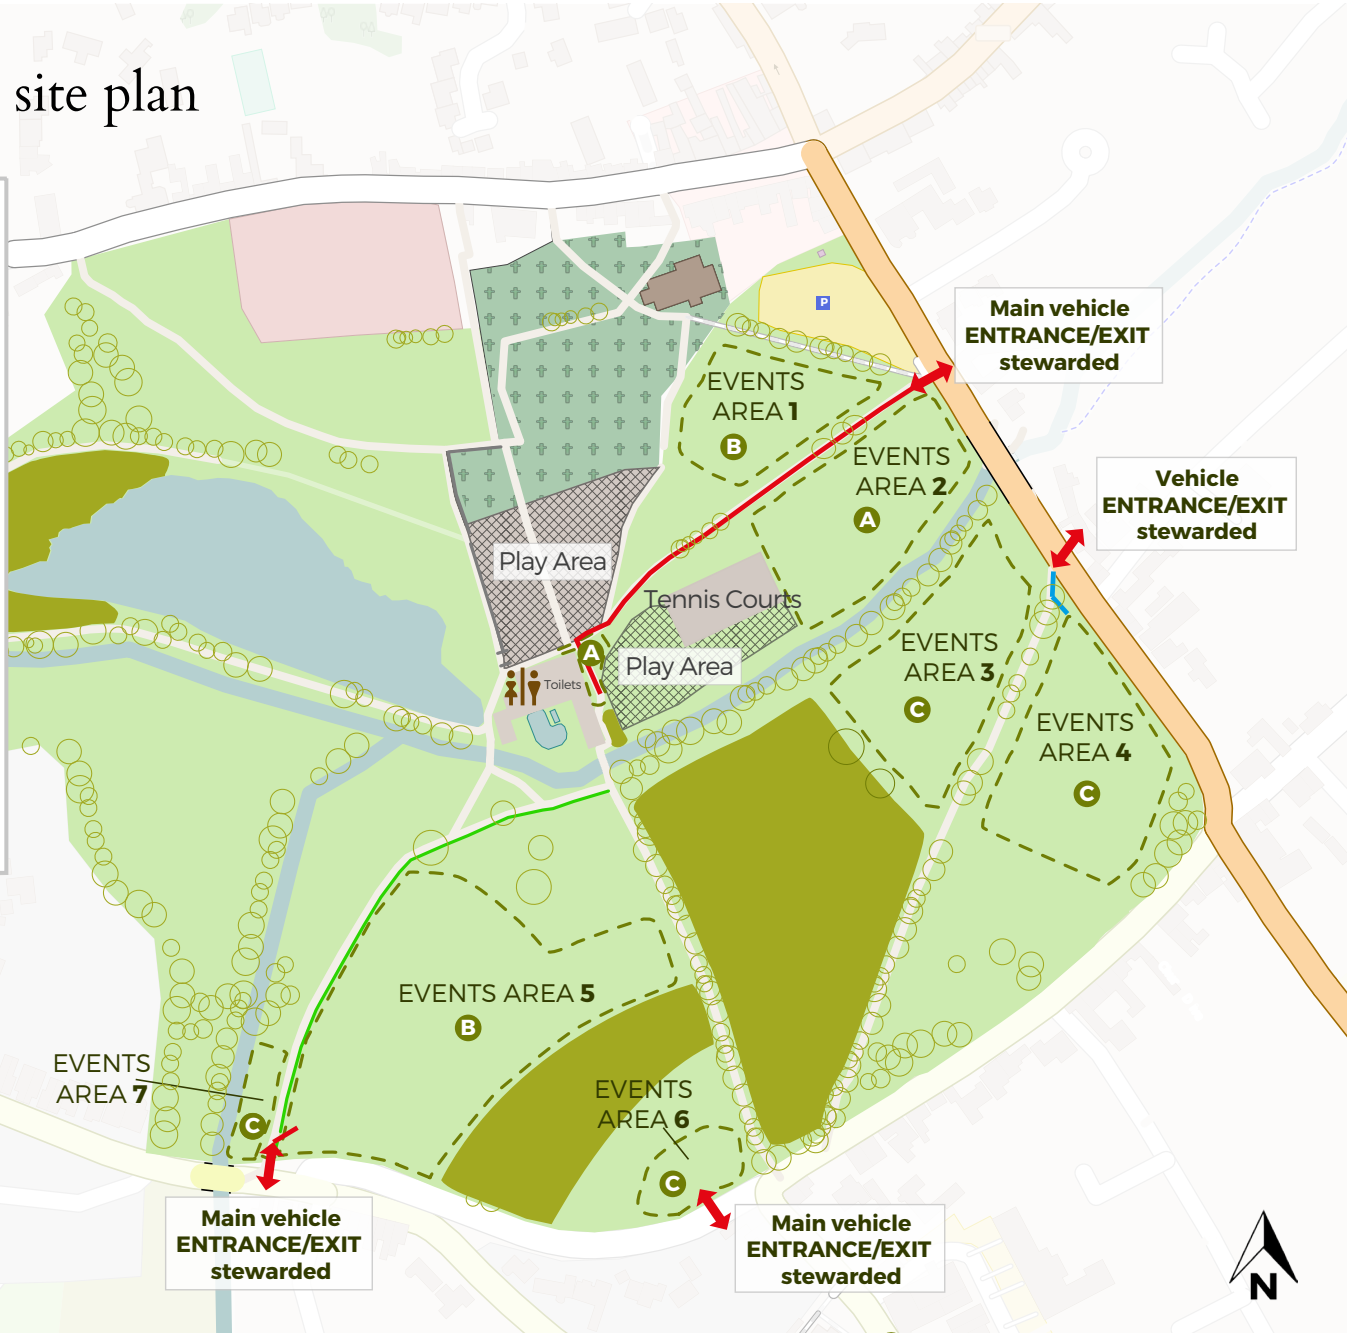 site plan
P
Main vehicle
ENTRANCE/EXIT
stewarded
EVENTS
AREA 1
B
EVENTS
AREA 2
A
Vehicle
ENTRANCE/EXIT
stewarded
Play Area
Tennis Courts
A
Play Area
Toilets
EVENTS
AREA 3
C
EVENTS
AREA 4
C
EVENTS AREA 5
B
EVENTS
AREA 7
C
EVENTS
AREA 6
C
Main vehicle
ENTRANCE/EXIT
stewarded
Main vehicle
ENTRANCE/EXIT
stewarded
N